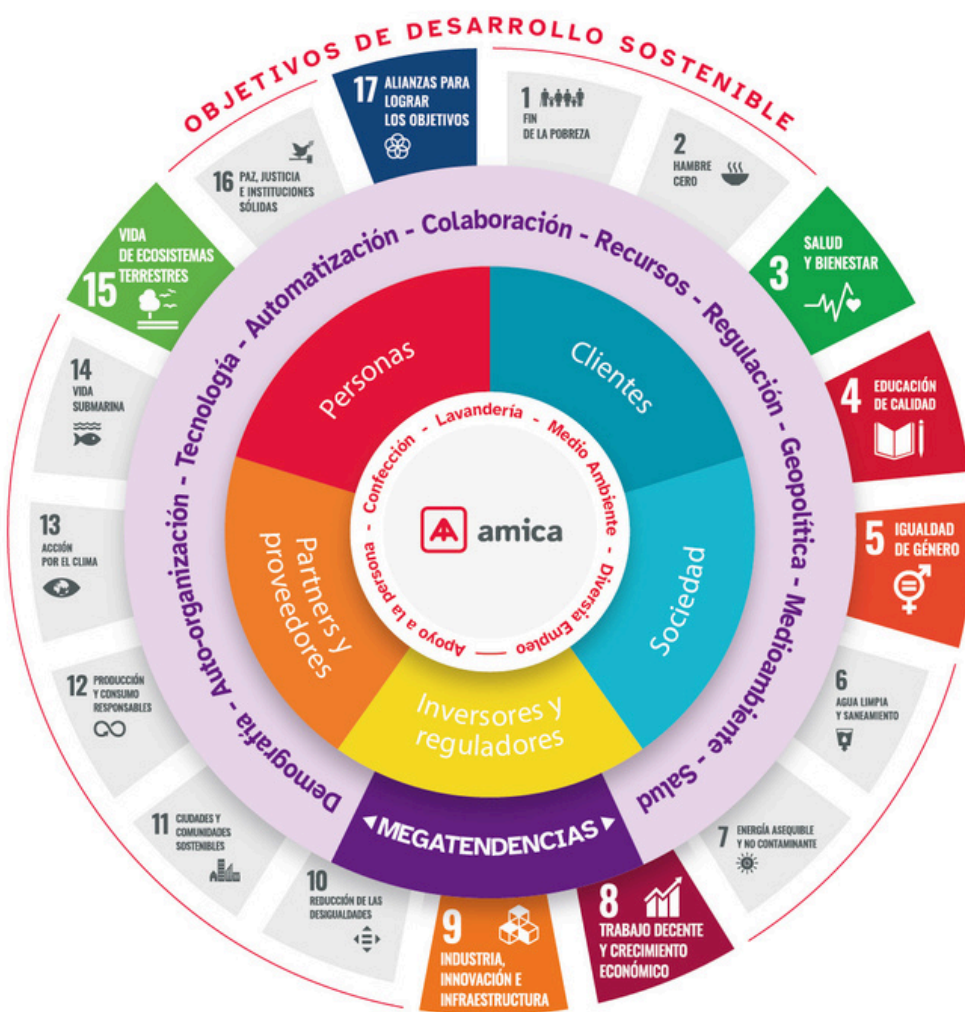 OBJETIVOS DE DESARROLLO SOSTENIBLE
1
FIN
DE LA POBREZA
2
HAMBRE
CERO
3
SALUD
Y BIENESTAR
4
EDUCACIÓN
DE CALIDAD
5
IGUALDAD
DE GÉNERO
6
AGUA LIMPIA
Y SANEAMIENTO
7
ENERGÍA ASEQUIBLE
Y NO CONTAMINANTE
8
TRABAJO DECENTE
Y CRECIMIENTO
ECONÓMICO
9
INDUSTRIA,
INNOVACIÓN E
INFRAESTRUCTURA
10
REDUCCIÓN DE LAS
DESIGUALDADES
11
CIUDADES Y
COMUNIDADES
SOSTENIBLES
12
PRODUCCIÓN
Y CONSUMO
RESPONSABLES
13
ACCIÓN
POR EL CLIMA
14
VIDA
SUBMARINA
15
VIDA
DE ECOSISTEMAS
TERRESTRES
16
PAZ, JUSTICIA
E INSTITUCIONES
SÓLIDAS
17
ALIANZAS PARA
LOGRAR
LOS OBJETIVOS
Demografía - Auto-organización - Tecnología - Automatización - Colaboración - Recursos - Regulación - Geopolítica - Medioambiente - Salud
MEGATENDENCIAS
Personas
Clientes
Sociedad
Inversores y
reguladores
Partners y
proveedores
Apoyo a la persona - Confección - Lavandería - Medio Ambiente - Diversia Empleo
amica